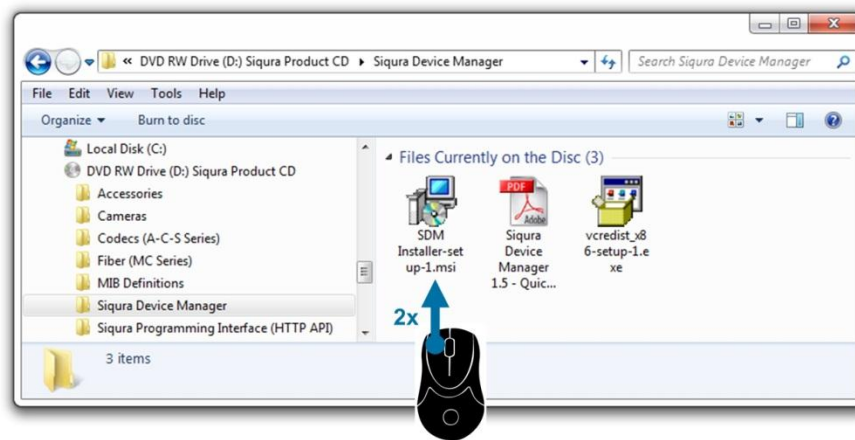 « DVD RW Drive (D:) Siqura Product CD ▸ Siqura Device Manager
Search Siqura Device Manager
File Edit View Tools Help
Organize ▾ Burn to disc
Local Disk (C:)
DVD RW Drive (D:) Siqura Product CD
Accessories
Cameras
Codecs (A-C-S Series)
Fiber (MC Series)
MIB Definitions
Siqura Device Manager
Siqura Programming Interface (HTTP API)
Files Currently on the Disc (3)
SDM
Installer-set
up-1.msi
PDF
Adobe
Siqura
Device
Manager
1.5 - Quic...
vcredist_x8
6-setup-1.e
xe
2x
3 items